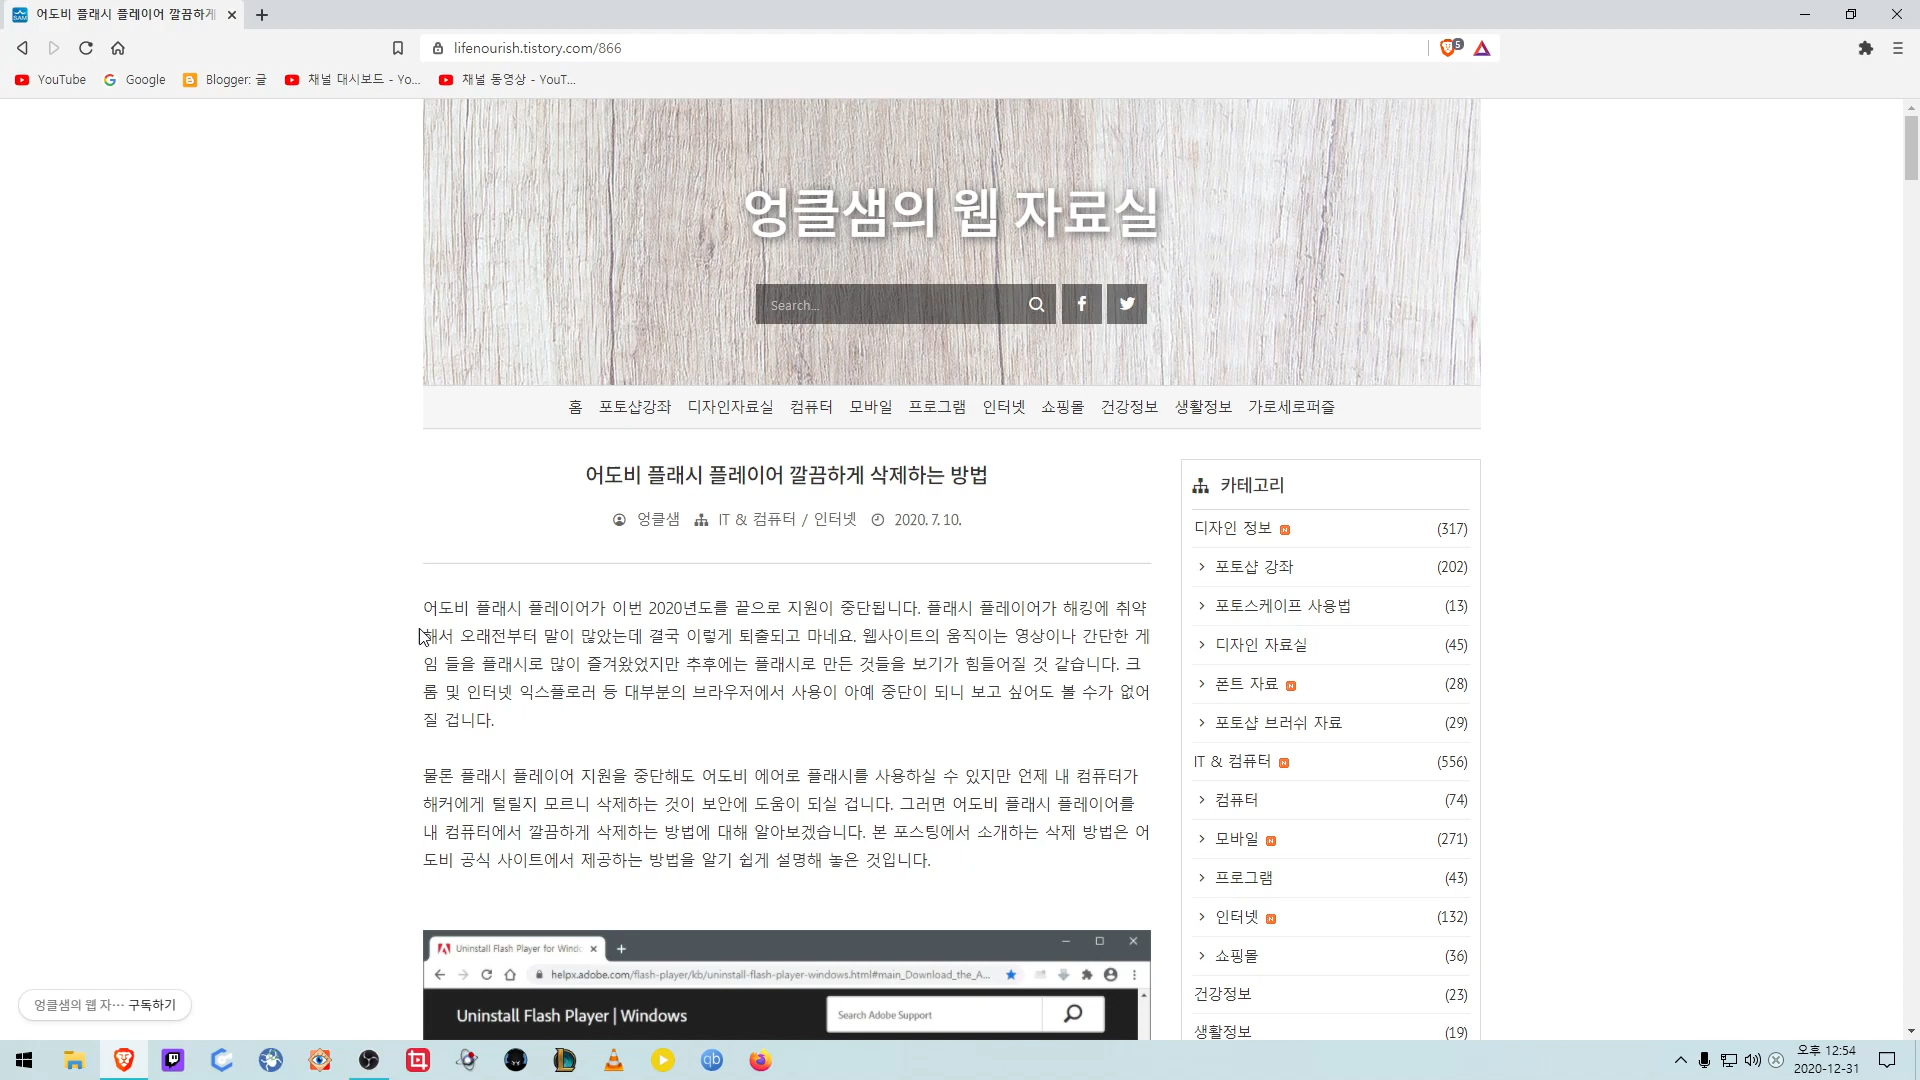 어도비 플래시 플레이어 깔끔하게
lifenourish.tistory.com/866
5
YouTube
Google
Blogger: 글
채널 대시보드 - Yo...
채널 동영상 - YouT...
엉클샘의 웹 자료실
Search...
홈 포토샵강좌 디자인자료실 컴퓨터 모바일 프로그램 인터넷 쇼핑몰 건강정보 생활정보 가로세로퍼즐
어도비 플래시 플레이어 깔끔하게 삭제하는 방법
엉클샘 IT & 컴퓨터 / 인터넷 2020. 7. 10.
어도비 플래시 플레이어가 이번 2020년도를 끝으로 지원이 중단됩니다. 플래시 플레이어가 해킹에 취약
해서 오래전부터 말이 많았는데 결국 이렇게 퇴출되고 마네요. 웹사이트의 움직이는 영상이나 간단한 게
임 들을 플래시로 많이 즐겨왔었지만 추후에는 플래시로 만든 것들을 보기가 힘들어질 것 같습니다. 크
롬 및 인터넷 익스플로러 등 대부분의 브라우저에서 사용이 아예 중단이 되니 보고 싶어도 볼 수가 없어
질 겁니다.
물론 플래시 플레이어 지원을 중단해도 어도비 에어로 플래시를 사용하실 수 있지만 언제 내 컴퓨터가
해커에게 털릴지 모르니 삭제하는 것이 보안에 도움이 되실 겁니다. 그러면 어도비 플래시 플레이어를
내 컴퓨터에서 깔끔하게 삭제하는 방법에 대해 알아보겠습니다. 본 포스팅에서 소개하는 삭제 방법은 어
도비 공식 사이트에서 제공하는 방법을 알기 쉽게 설명해 놓은 것입니다.
Uninstall Flash Player for Windo
helpx.adobe.com/flash-player/kb/uninstall-flash-player-windows.html#main_Download_the_A...
Uninstall Flash Player | Windows
Search Adobe Support
카테고리
디자인 정보 N (317)
포토샵 강좌 (202)
포토스케이프 사용법 (13)
디자인 자료실 (45)
폰트 자료 N (28)
포토샵 브러쉬 자료 (29)
IT & 컴퓨터 N (556)
컴퓨터 (74)
모바일 N (271)
프로그램 (43)
인터넷 N (132)
쇼핑몰 (36)
건강정보 (23)
생활정보 (19)
엉클샘의 웹 자… 구독하기
qb
오후 12:54
2020-12-31